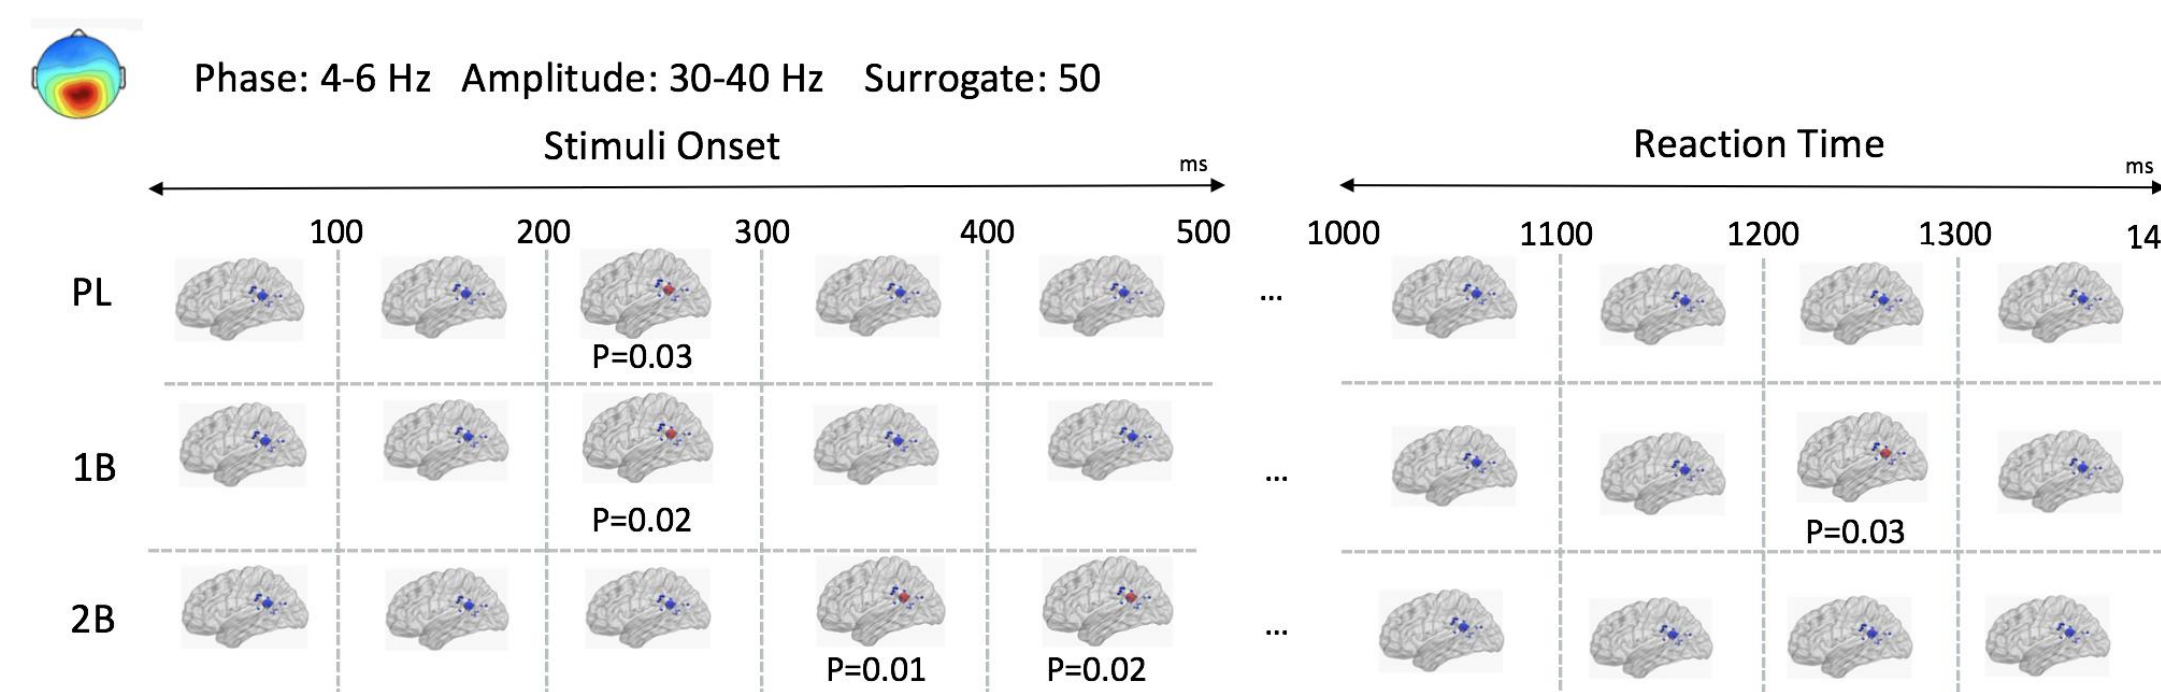 Phase: 4-6 Hz Amplitude: 30-40 Hz Surrogate: 50
Stimuli Onset
ms
Reaction Time
ms
100 200 300 400 500 1000 1100 1200 1300 14
PL
...
P=0.03
1B
...
P=0.02
P=0.03
2B
...
P=0.01 P=0.02